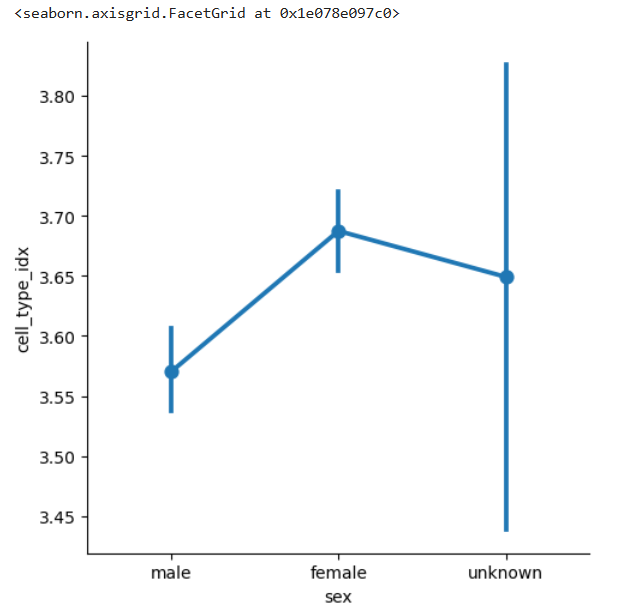 <seaborn.axisgrid.FacetGrid at 0x1e078e097c0>
3.80
3.75
3.70
3.65
3.60
3.55
3.50
3.45
cell_type_idx
male female unknown
sex